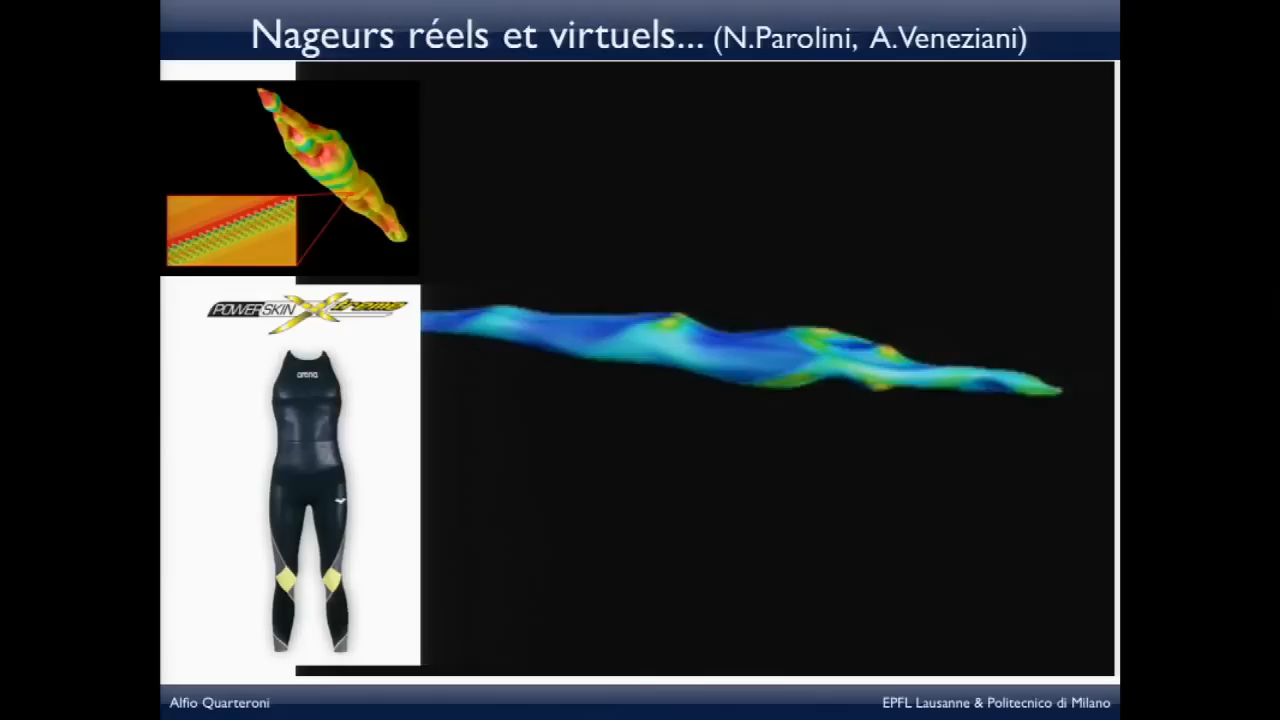 Nageurs réels et virtuels... (N.Parolini, A.Veneziani)
POWERSKIN Xtreme
arena
Alfio Quarteroni
EPFL Lausanne & Politecnico di Milano